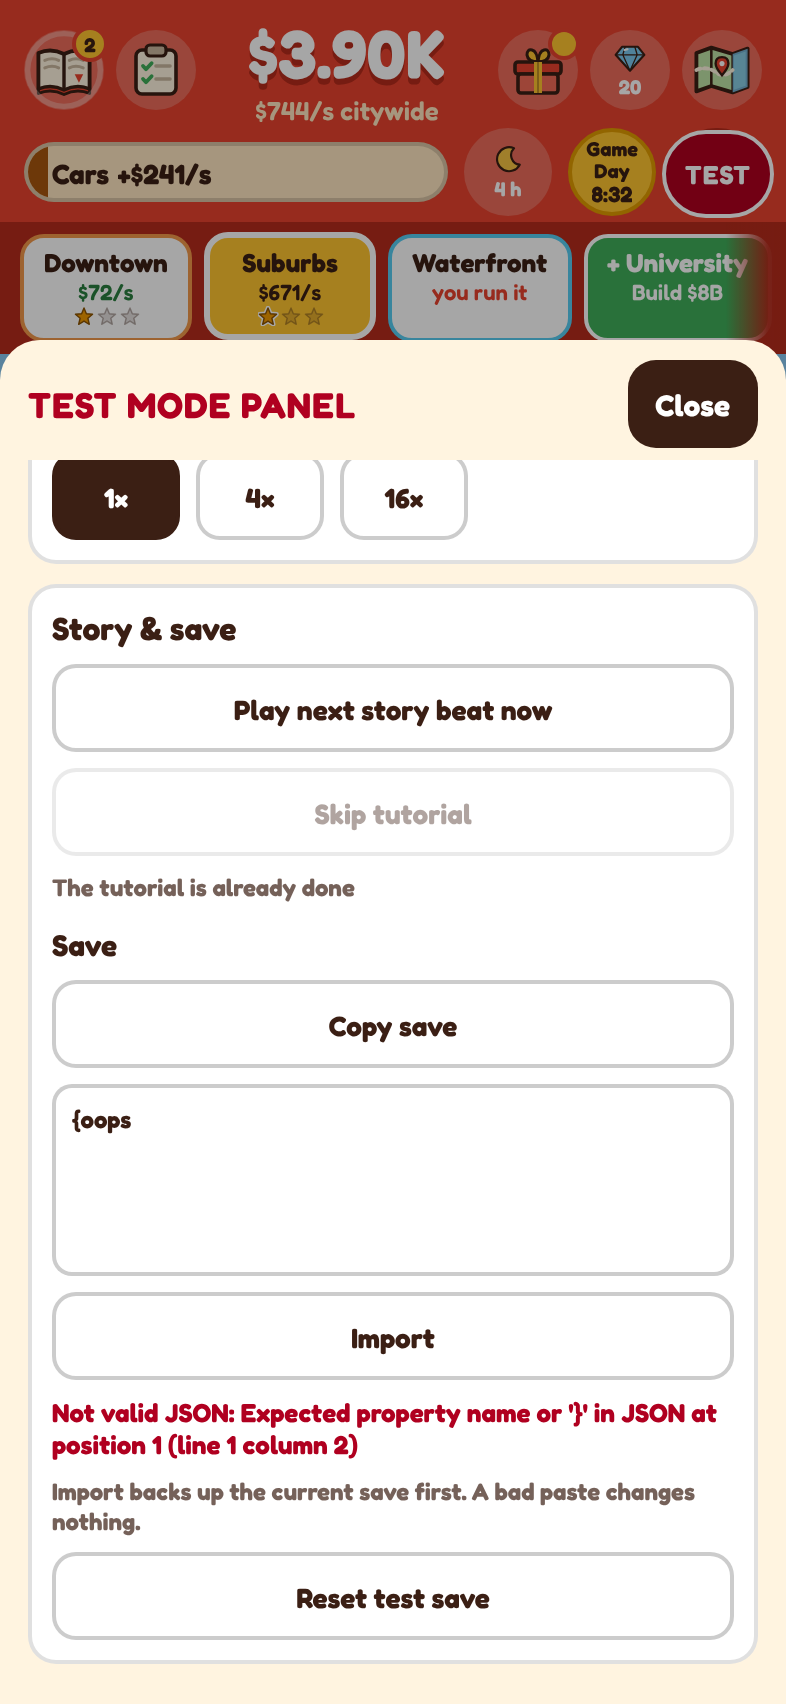 2
$3.90K
$744/s citywide
20
Cars +$241/s
4 h
Game
Day
8:32
TEST
Downtown
$72/s
Suburbs
$671/s
Waterfront
you run it
+ University
Build $8B
TEST MODE PANEL
Close
1x
4x
16x
Story & save
Play next story beat now
Skip tutorial
The tutorial is already done
Save
Copy save
{oops
Import
Not valid JSON: Expected property name or '}' in JSON at
position 1 (line 1 column 2)
Import backs up the current save first. A bad paste changes
nothing.
Reset test save